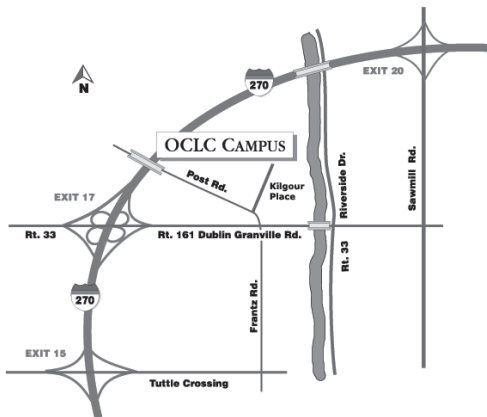 EXIT 20
270
N
OCLC CAMPUS
Post Rd.
Kilgour
Place
Riverside Dr.
Sawmill Rd.
EXIT 17
Rt. 33
Rt. 161 Dublin Granville Rd.
Rt. 33
270
Frantz Rd.
EXIT 15
Tuttle Crossing